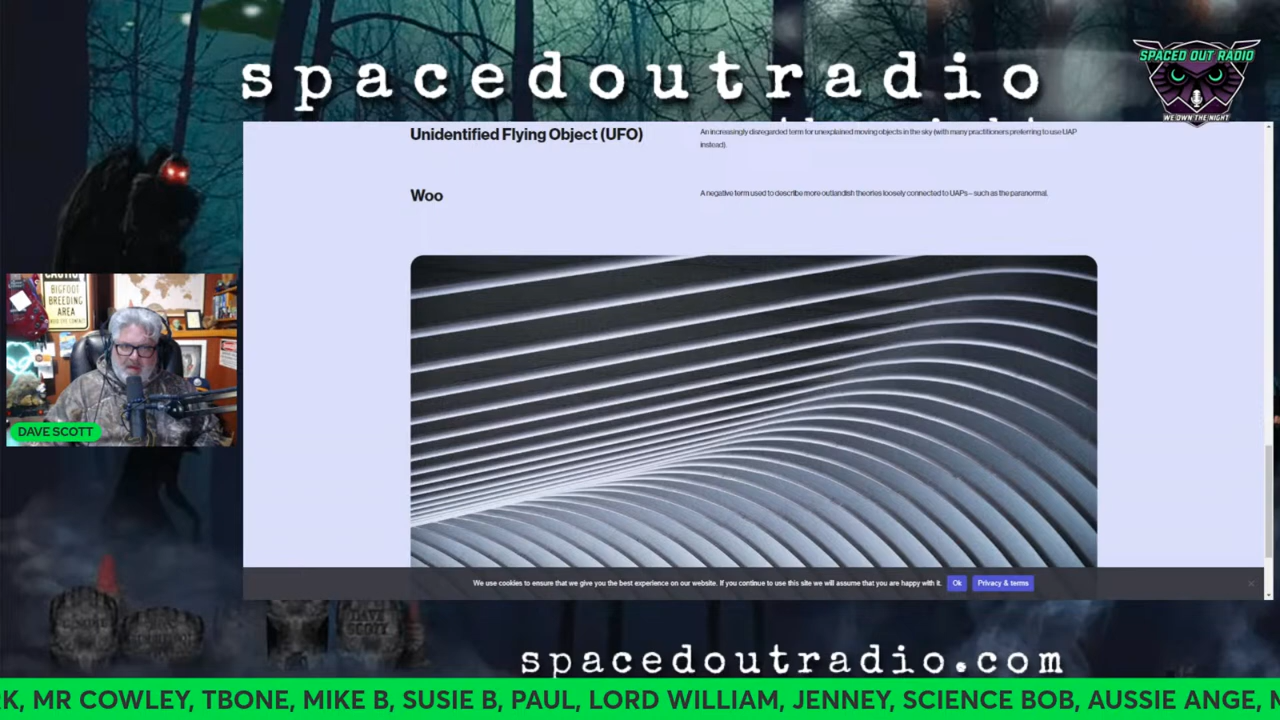 spacedoutradio
SPACED OUT RADIO
WE OWN THE NIGHT
Unidentified Flying Object (UFO)
An increasingly disregarded term for unexplained moving objects in the sky (with many practitioners preferring to use UAP
instead).
Woo
A negative term used to describe more outlandish theories loosely connected to UAPs – such as the paranormal.
CAUTION
BIGFOOT
BREEDING
AREA
DAVE SCOTT
We use cookies to ensure that we give you the best experience on our website. If you continue to use this site we will assume that you are happy with it.
Ok
Privacy & terms
DAVE
SCOTT
spacedoutradio.com
K, MR COWLEY, TBONE, MIKE B, SUSIE B, PAUL, LORD WILLIAM, JENNEY, SCIENCE BOB, AUSSIE ANGE,